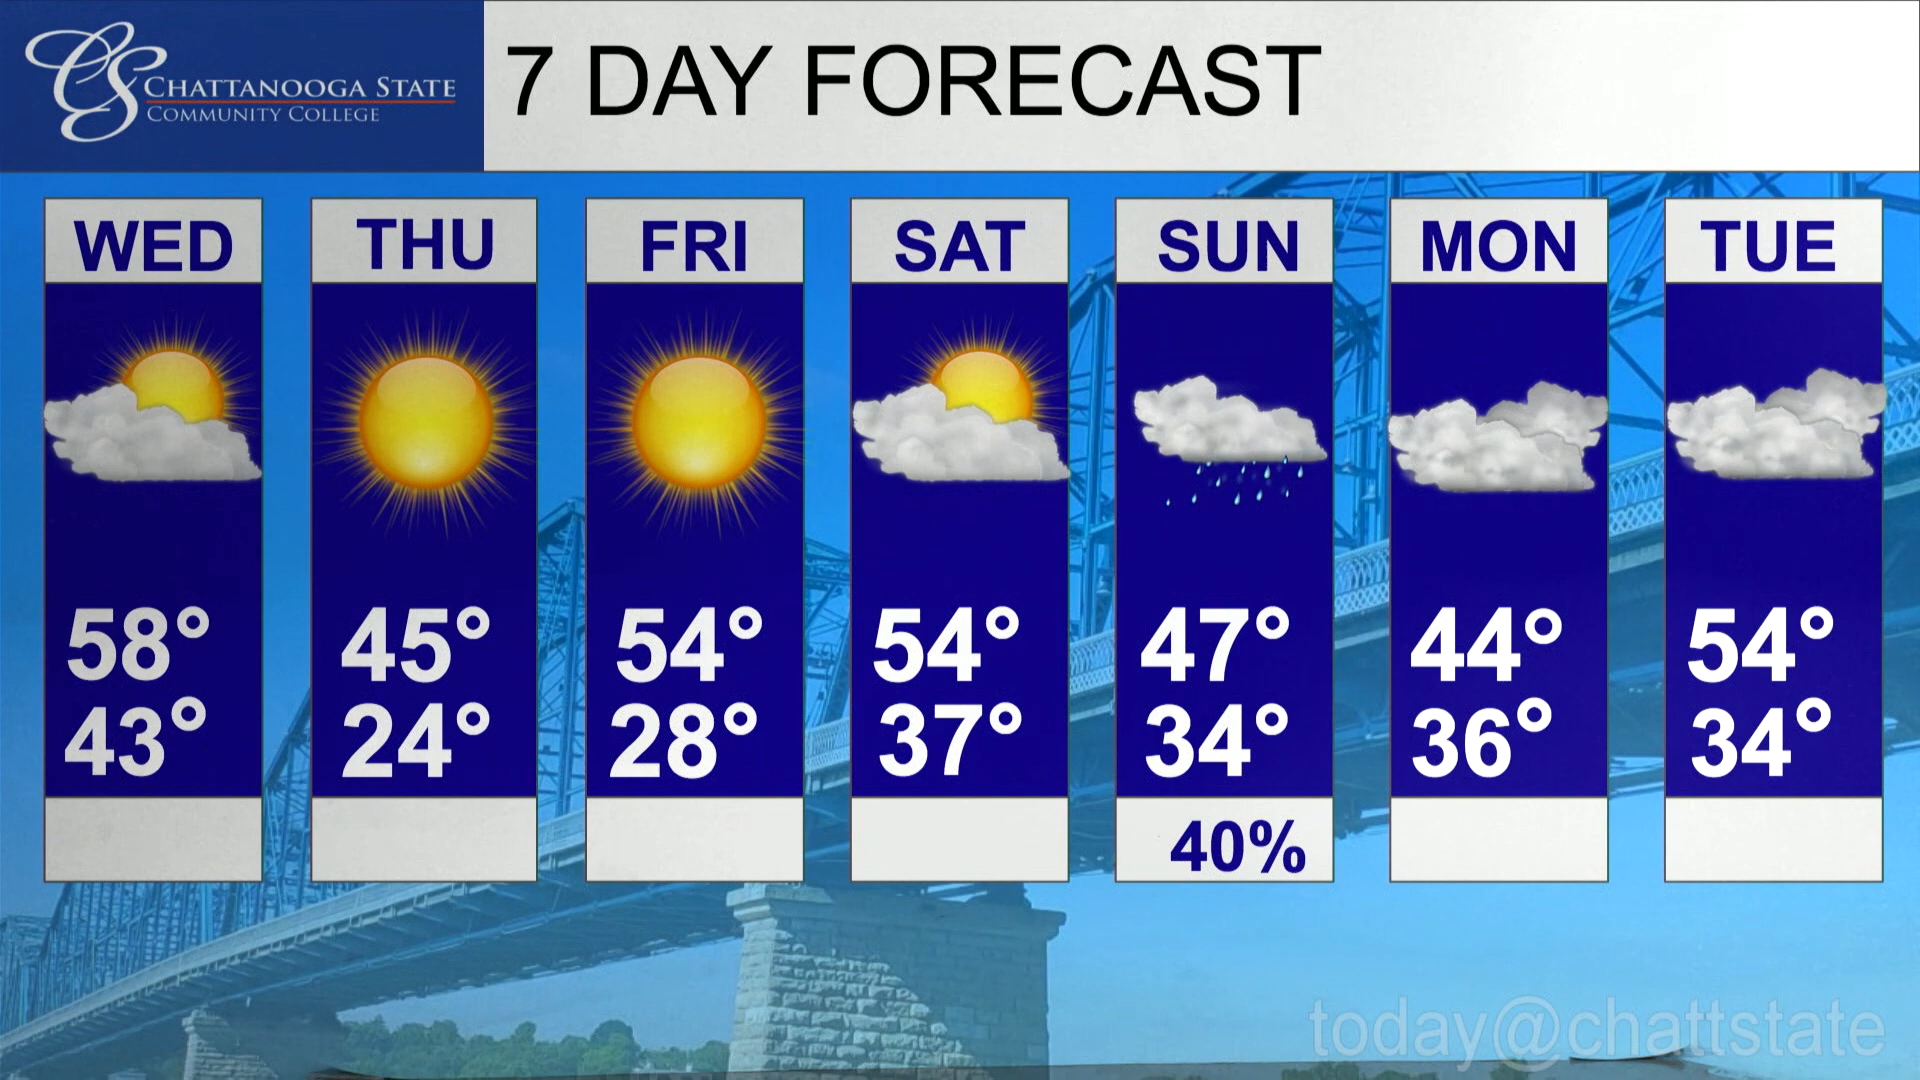 CS CHATTANOOGA STATE
COMMUNITY COLLEGE
7 DAY FORECAST
WED THU FRI SAT SUN MON TUE
58° 45° 54° 54° 47° 44° 54°
43° 24° 28° 37° 34° 36° 34°
40%
today@chattstate